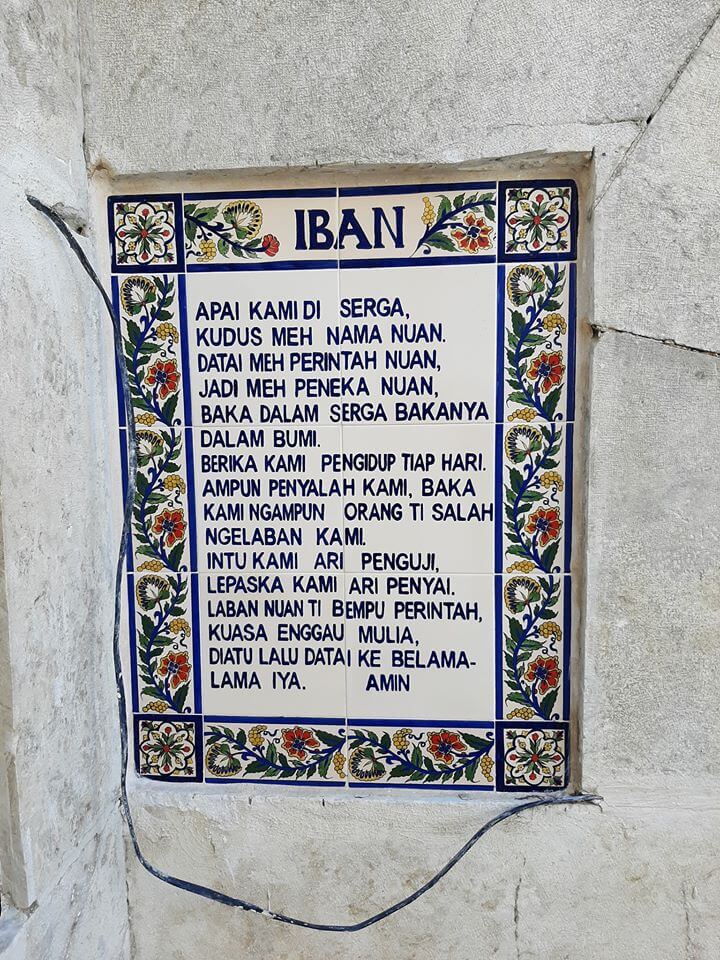 IBAN
APAI KAMI DI SERGA,
KUDUS MEH NAMA NUAN.
DATAI MEH PERINTAH NUAN,
JADI MEH PENEKA NUAN,
BAKA DALAM SERGA BAKANYA
DALAM BUMI.
BERIKA KAMI PENGIDUP TIAP HARI.
AMPUN PENYALAH KAMI, BAKA
KAMI NGAMPUN ORANG TI SALAH
NGELABAN KAMI.
INTU KAMI ARI PENGUJI,
LEPASKA KAMI ARI PENYAI.
LABAN NUAN TI BEMPU PERINTAH,
KUASA ENGGAU MULIA,
DIATU LALU DATAI KE BELAMA-
LAMA IYA. AMIN